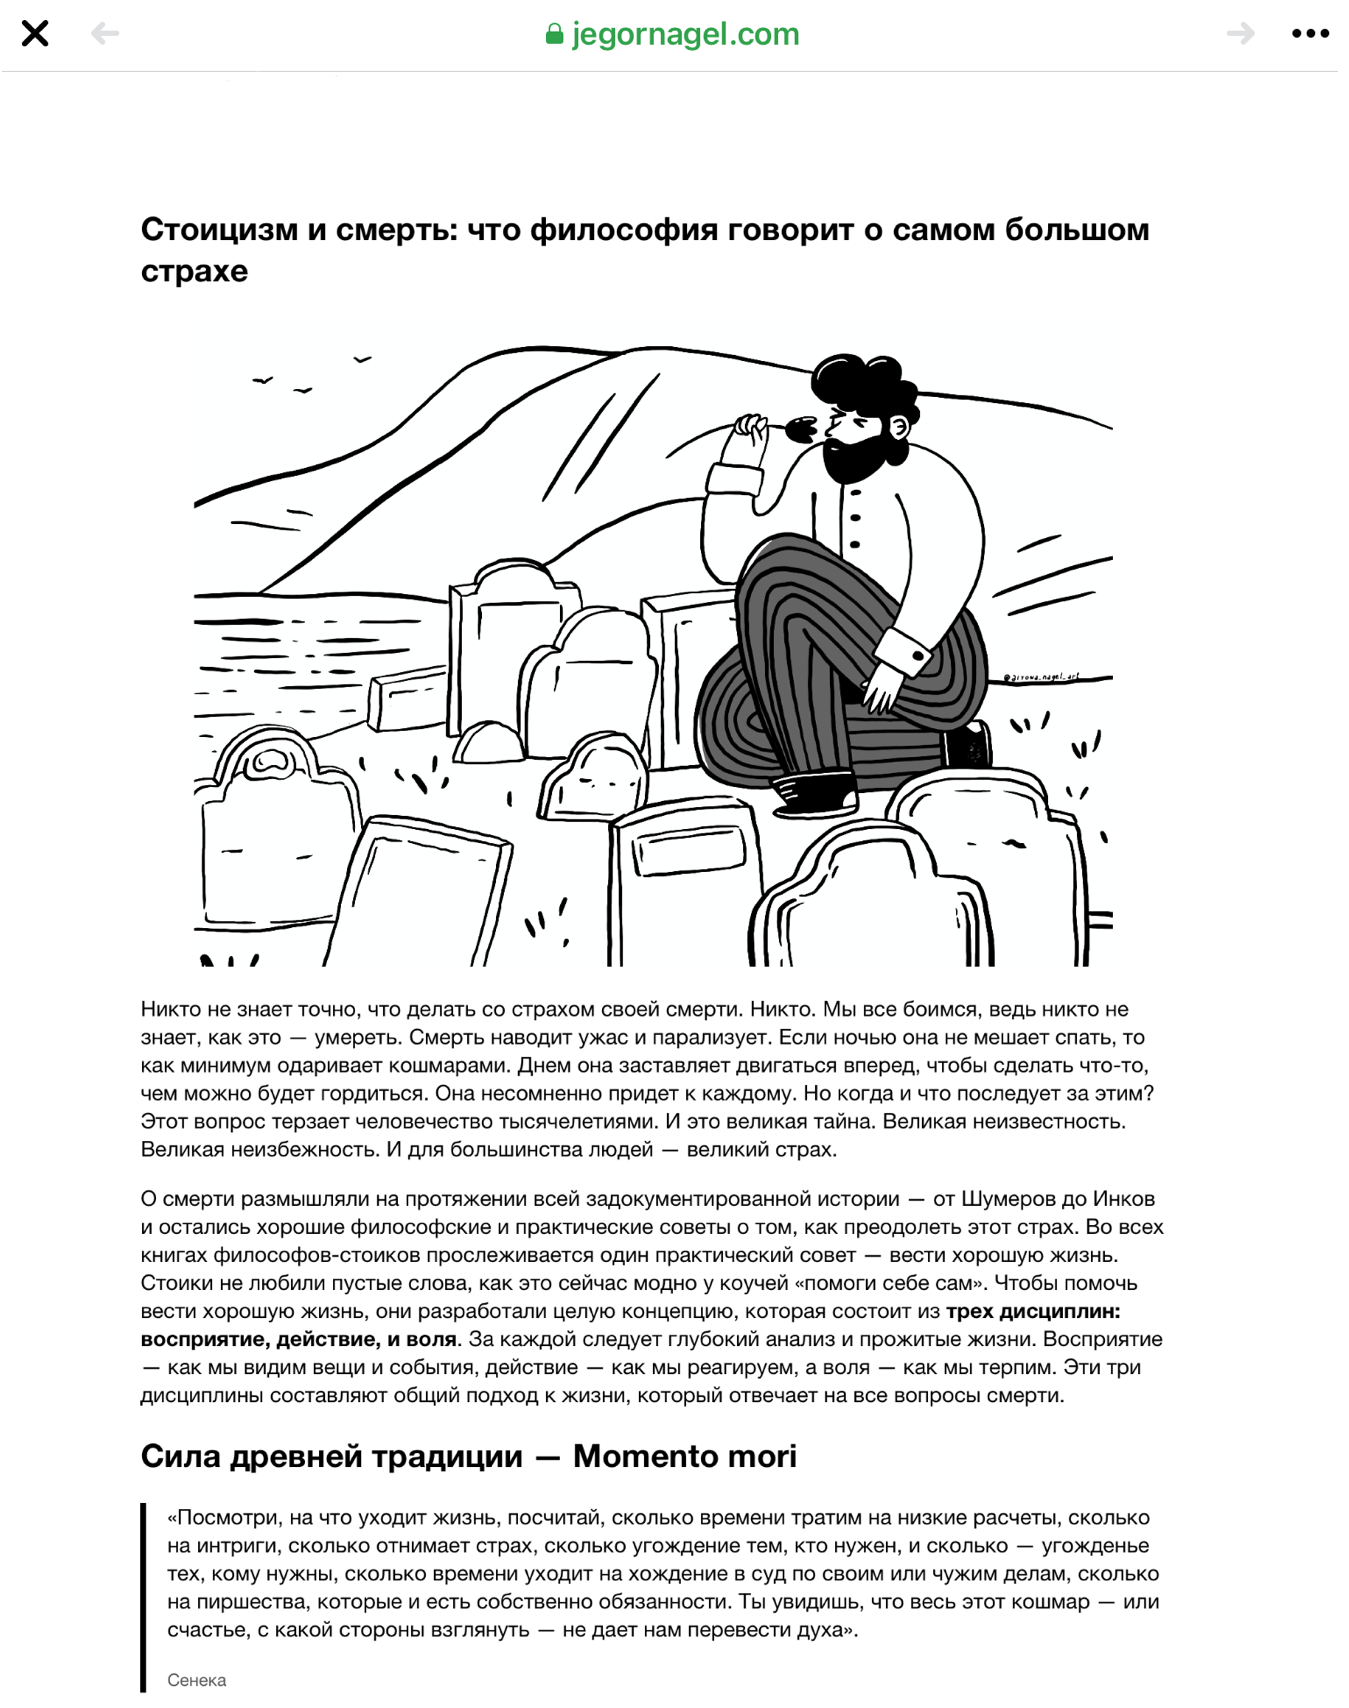 jegornagel.com
Стоицизм и смерть: что философия говорит о самом большом
страхе
Никто не знает точно, что делать со страхом своей смерти. Никто. Мы все боимся, ведь никто не
знает, как это — умереть. Смерть наводит ужас и парализует. Если ночью она не мешает спать, то
как минимум одаривает кошмарами. Днем она заставляет двигаться вперед, чтобы сделать что-то,
чем можно будет гордиться. Она несомненно придет к каждому. Но когда и что последует за этим?
Этот вопрос терзает человечество тысячелетиями. И это великая тайна. Великая неизвестность.
Великая неизбежность. И для большинства людей — великий страх.
О смерти размышляли на протяжении всей задокументированной истории — от Шумеров до Инков
и остались хорошие философские и практические советы о том, как преодолеть этот страх. Во всех
книгах философов-стоиков прослеживается один практический совет — вести хорошую жизнь.
Стоики не любили пустые слова, как это сейчас модно у коучей «помоги себе сам». Чтобы помочь
вести хорошую жизнь, они разработали целую концепцию, которая состоит из трех дисциплин:
восприятие, действие, и воля. За каждой следует глубокий анализ и прожитые жизни. Восприятие
— как мы видим вещи и события, действие — как мы реагируем, а воля — как мы терпим. Эти три
дисциплины составляют общий подход к жизни, который отвечает на все вопросы смерти.
Сила древней традиции — Momento mori
«Посмотри, на что уходит жизнь, посчитай, сколько времени тратим на низкие расчеты, сколько
на интриги, сколько отнимает страх, сколько угождение тем, кто нужен, и сколько — угожденье
тех, кому нужны, сколько времени уходит на хождение в суд по своим или чужим делам, сколько
на пиршества, которые и есть собственно обязанности. Ты увидишь, что весь этот кошмар — или
счастье, с какой стороны взглянуть — не дает нам перевести духа».
Сенека